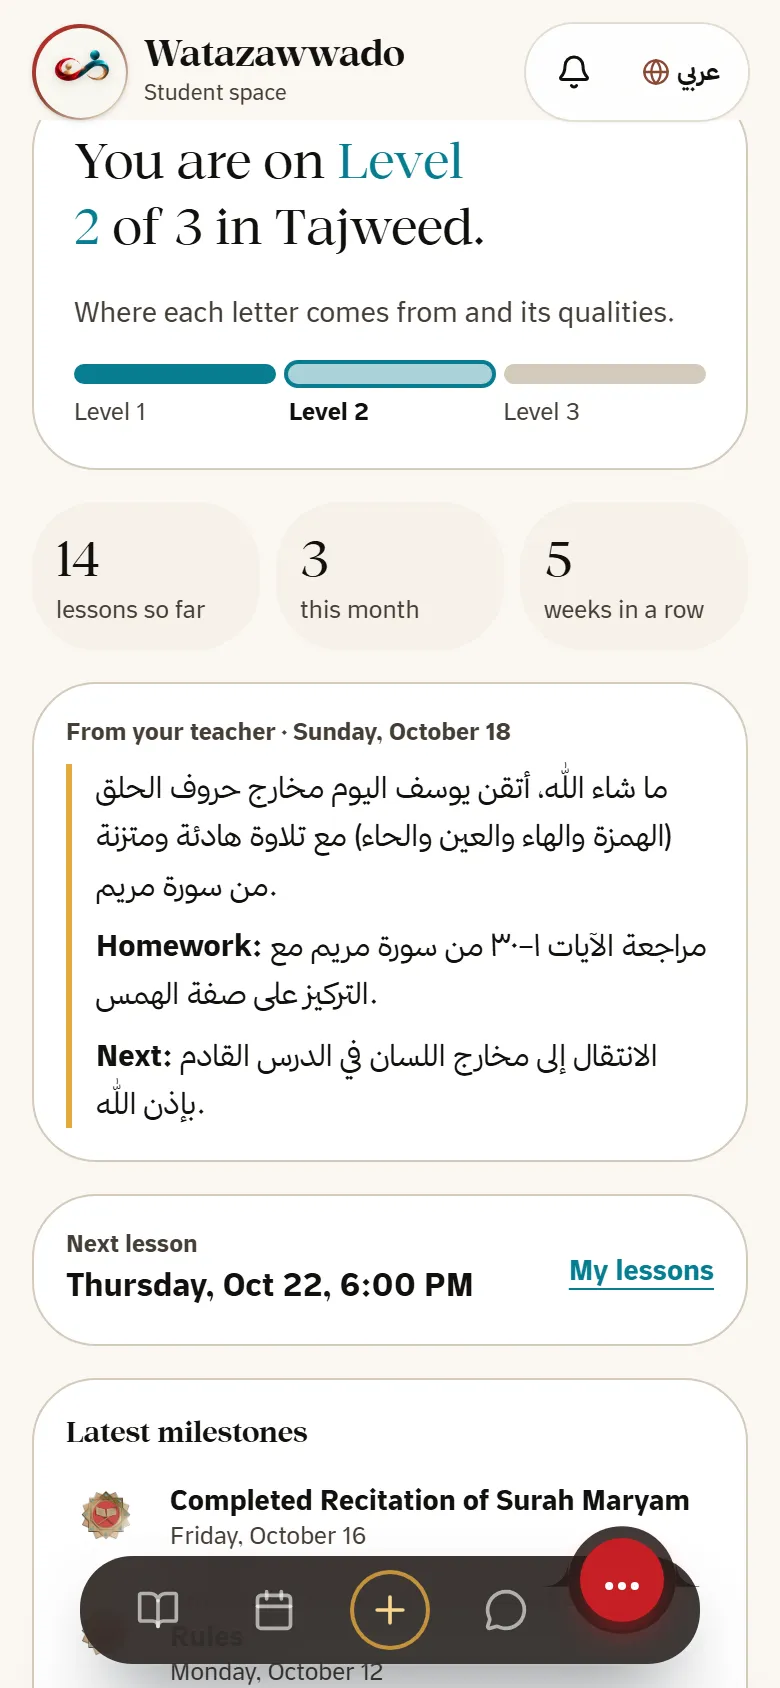 Watazawwado
Student space
عربي
You are on Level
2 of 3 in Tajweed.
Where each letter comes from and its qualities.
Level 1
Level 2
Level 3
14
lessons so far
3
this month
5
weeks in a row
From your teacher · Sunday, October 18
ما شاء الله، أتقن يوسف اليوم مخارج حروف الحلق
(الهمزة والهاء والعين والحاء) مع تلاوة هادئة ومتزنة
من سورة مريم.
Homework: مراجعة الآيات ١–٣٠ من سورة مريم مع
التركيز على صفة الهمس.
Next: الانتقال إلى مخارج اللسان في الدرس القادم
بإذن الله.
Next lesson
Thursday, Oct 22, 6:00 PM
My lessons
Latest milestones
Completed Recitation of Surah Maryam
Friday, October 16
Rules
Monday, October 12